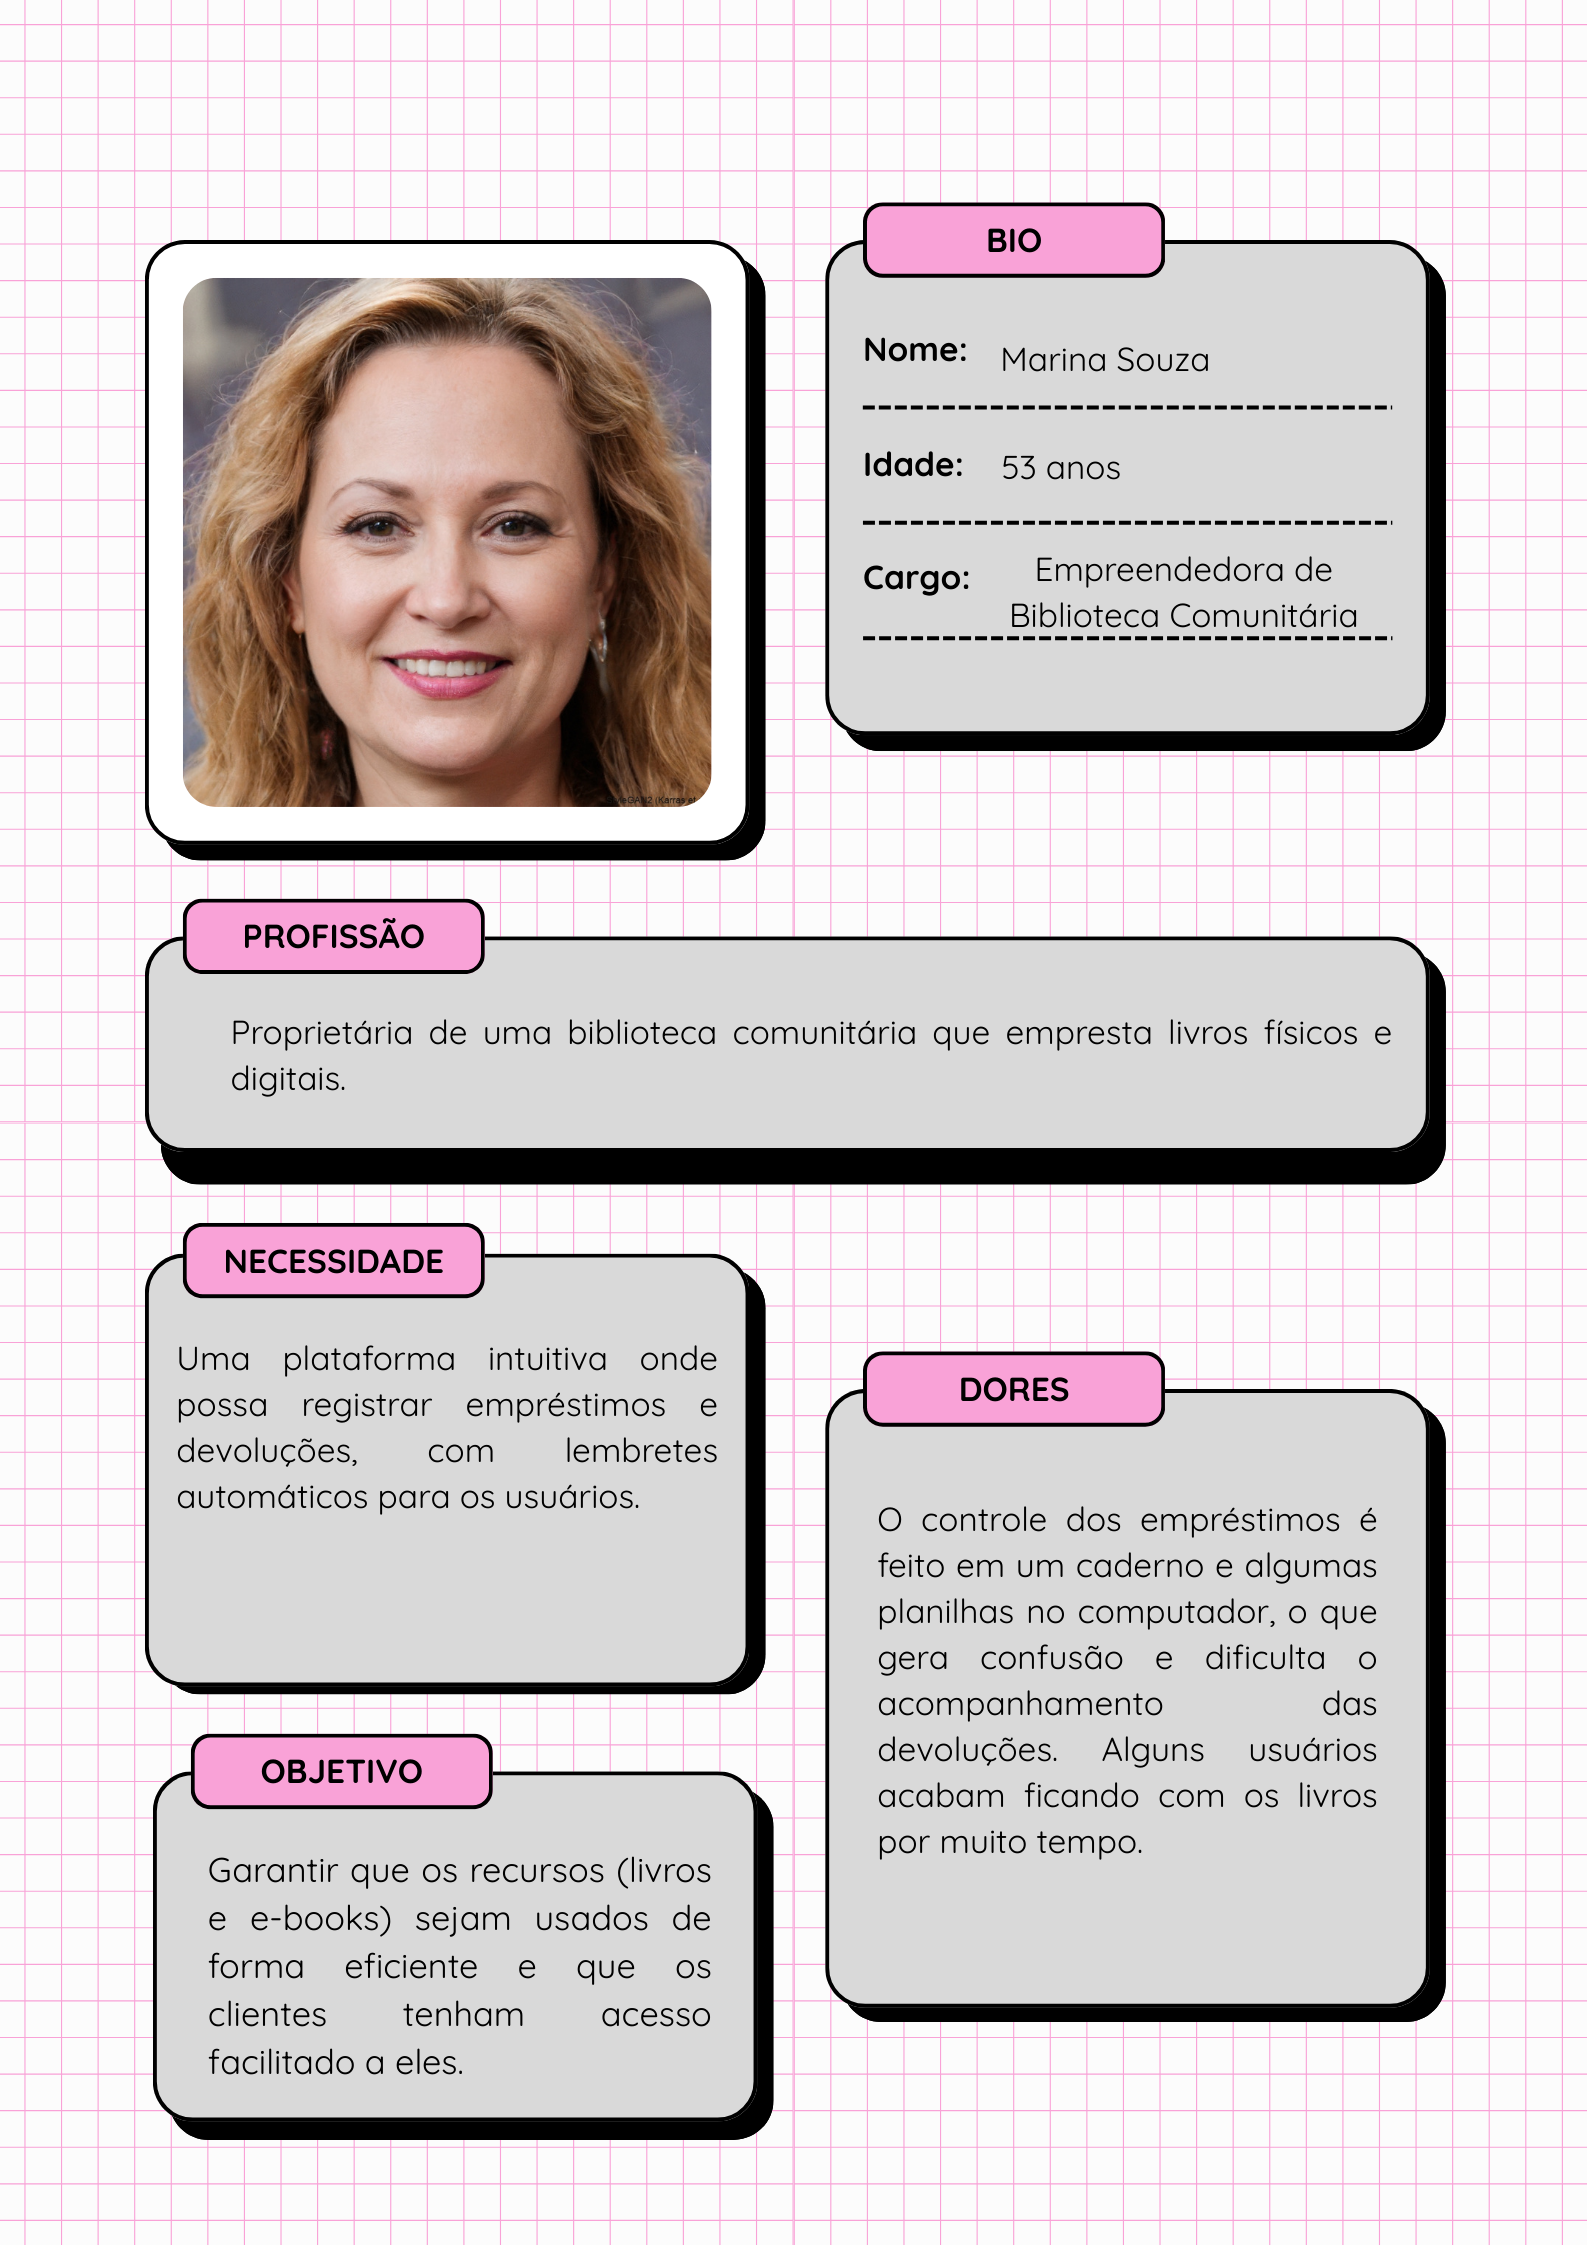 BIO
Nome: Marina Souza
Idade: 53 anos
Cargo: Empreendedora de
Biblioteca Comunitária
PROFISSÃO
Proprietária de uma biblioteca comunitária que empresta livros físicos e
digitais.
NECESSIDADE
Uma plataforma intuitiva onde
possa registrar empréstimos e
devoluções, com lembretes
automáticos para os usuários.
DORES
O controle dos empréstimos é
feito em um caderno e algumas
planilhas no computador, o que
gera confusão e dificulta o
acompanhamento das
devoluções. Alguns usuários
acabam ficando com os livros
por muito tempo.
OBJETIVO
Garantir que os recursos (livros
e e-books) sejam usados de
forma eficiente e que os
clientes tenham acesso
facilitado a eles.